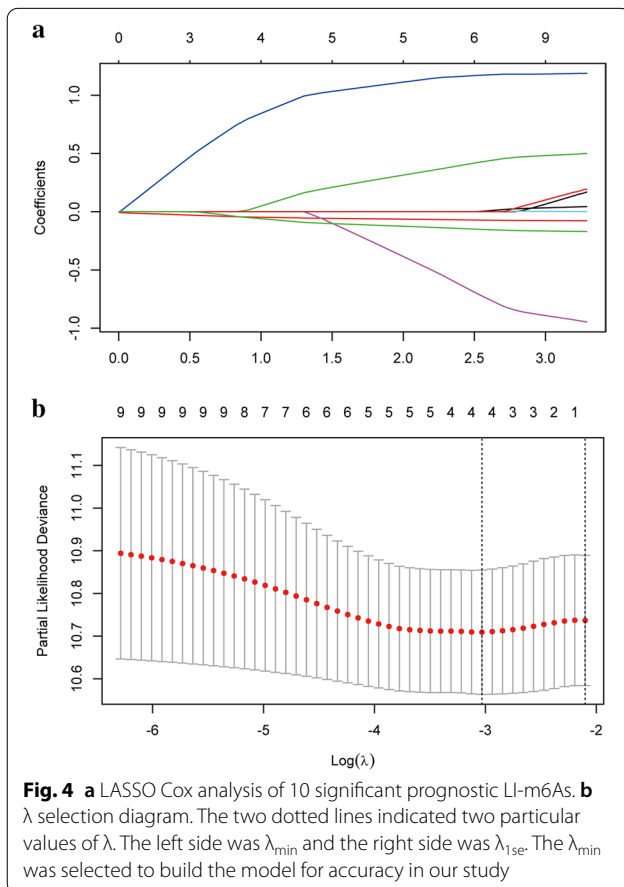 a
0 3 4 5 5 6 9
Coefficients
1.0
0.5
0.0
-0.5
-1.0
0.0 0.5 1.0 1.5 2.0 2.5 3.0
b
9 9 9 9 9 9 8 7 7 6 6 6 5 5 5 5 4 4 4 3 3 2 1
Partial Likelihood Deviance
11.1
11.0
10.9
10.8
10.7
10.6
-6 -5 -4 -3 -2
Log(λ)
Fig. 4 a LASSO Cox analysis of 10 significant prognostic LI-m6As. b
λ selection diagram. The two dotted lines indicated two particular
values of λ. The left side was λmin and the right side was λ1se. The λmin
was selected to build the model for accuracy in our study